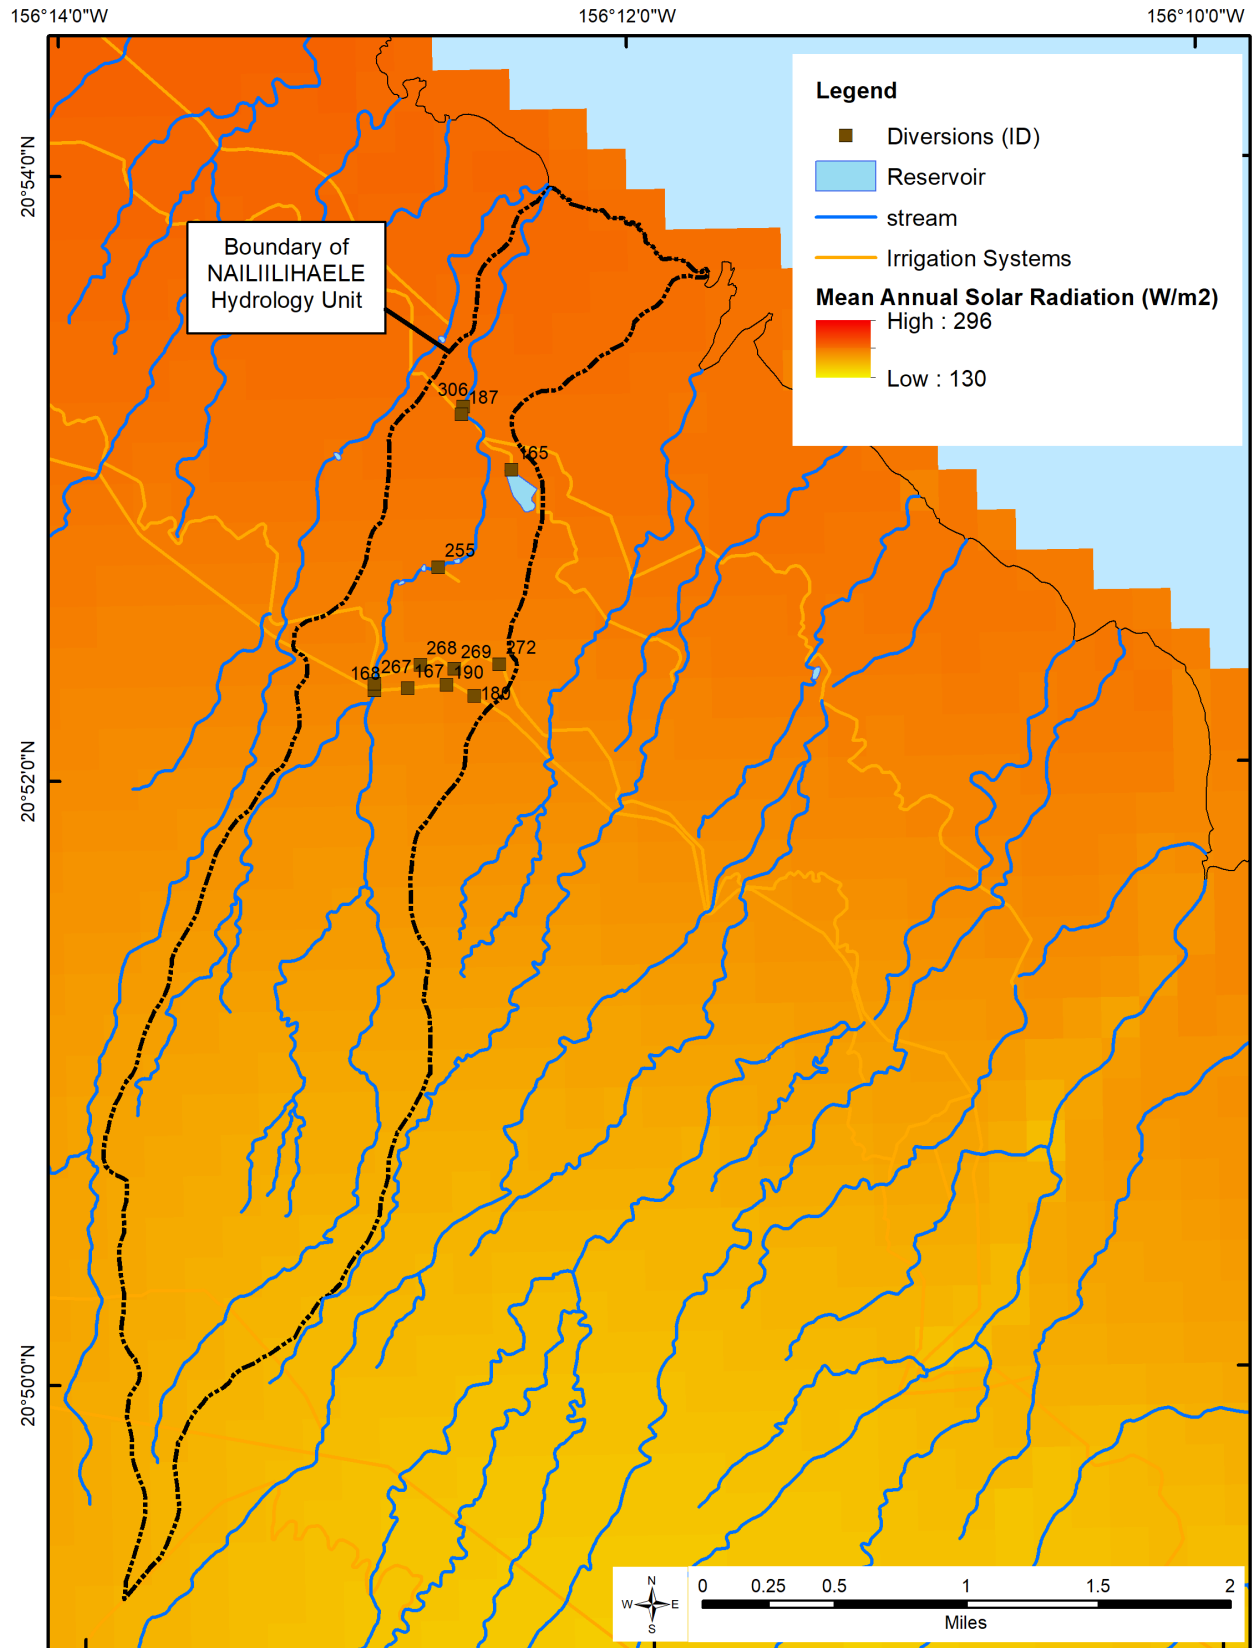 156°14'0"W
156°12'0"W
156°10'0"W
20°54'0"N
20°52'0"N
20°50'0"N
Legend
Diversions (ID)
Reservoir
stream
Irrigation Systems
Mean Annual Solar Radiation (W/m2)
High : 296
Low : 130
Boundary of
NAILIILIHAELE
Hydrology Unit
306
187
165
255
268
269
272
168
267
167
190
180
N
W
E
S
0
0.25
0.5
1
1.5
2
Miles